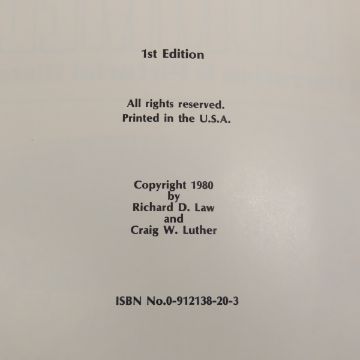 1st Edition
All rights reserved.
Printed in the U.S.A.
Copyright 1980
by
Richard D. Law
and
Craig W. Luther
ISBN No.0-912138-20-3